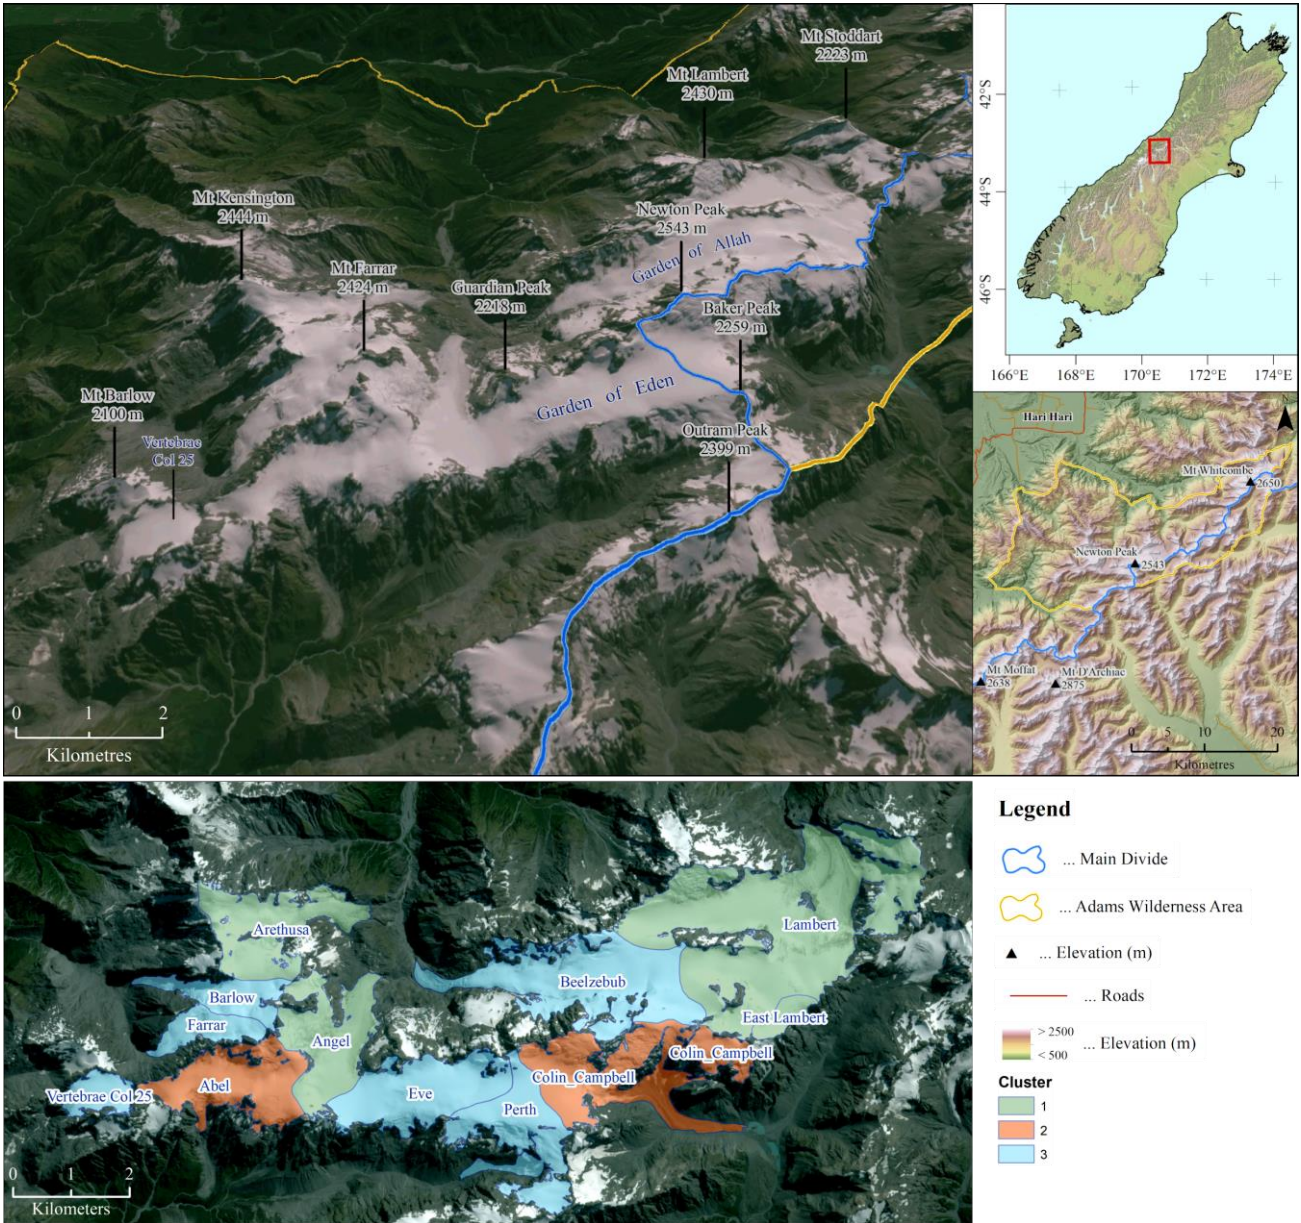 Mt Stoddart
2223 m
Mt Lambert
2430 m
Mt Kensington
2444 m
Newton Peak
2543 m
Garden of Allah
Mt Farrar
2424 m
Guardian Peak
2218 m
Baker Peak
2259 m
Garden of Eden
Mt Barlow
2100 m
Vertebrae
Col 25
Outram Peak
2399 m
0 1 2
Kilometres
42°S
44°S
46°S
166°E 168°E 170°E 172°E 174°E
Hari Hari
Mt Whitcombe
2650
Newton Peak
2543
Mt Moffat
2638
Mt D'Archiac
2875
0 5 10 20
Kilometres
Arethusa
Lambert
Barlow
Beelzebub
Farrar
Angel
East Lambert
Colin_Campbell
Vertebrae Col 25
Abel
Eve
Colin_Campbell
Perth
0 1 2
Kilometers
Legend
... Main Divide
... Adams Wilderness Area
... Elevation (m)
... Roads
> 2500
< 500
... Elevation (m)
Cluster
1
2
3